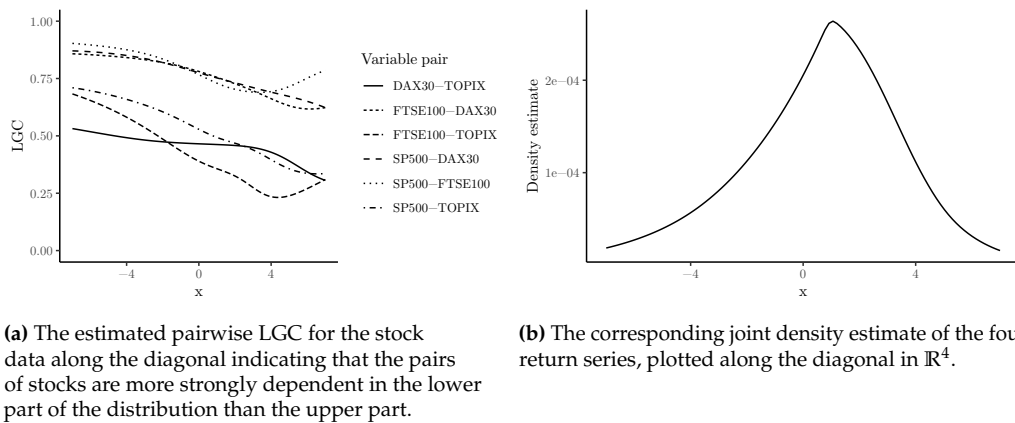 1.00
0.75
0.50
0.25
0.00
LGC
−4
0
4
x
Variable pair
DAX30−TOPIX
FTSE100−DAX30
FTSE100−TOPIX
SP500−DAX30
SP500−FTSE100
SP500−TOPIX
2e−04
1e−04
Density estimate
−4
0
4
x
(a) The estimated pairwise LGC for the stock
data along the diagonal indicating that the pairs
of stocks are more strongly dependent in the lower
part of the distribution than the upper part.
(b) The corresponding joint density estimate of the fou
return series, plotted along the diagonal in ℝ⁴.